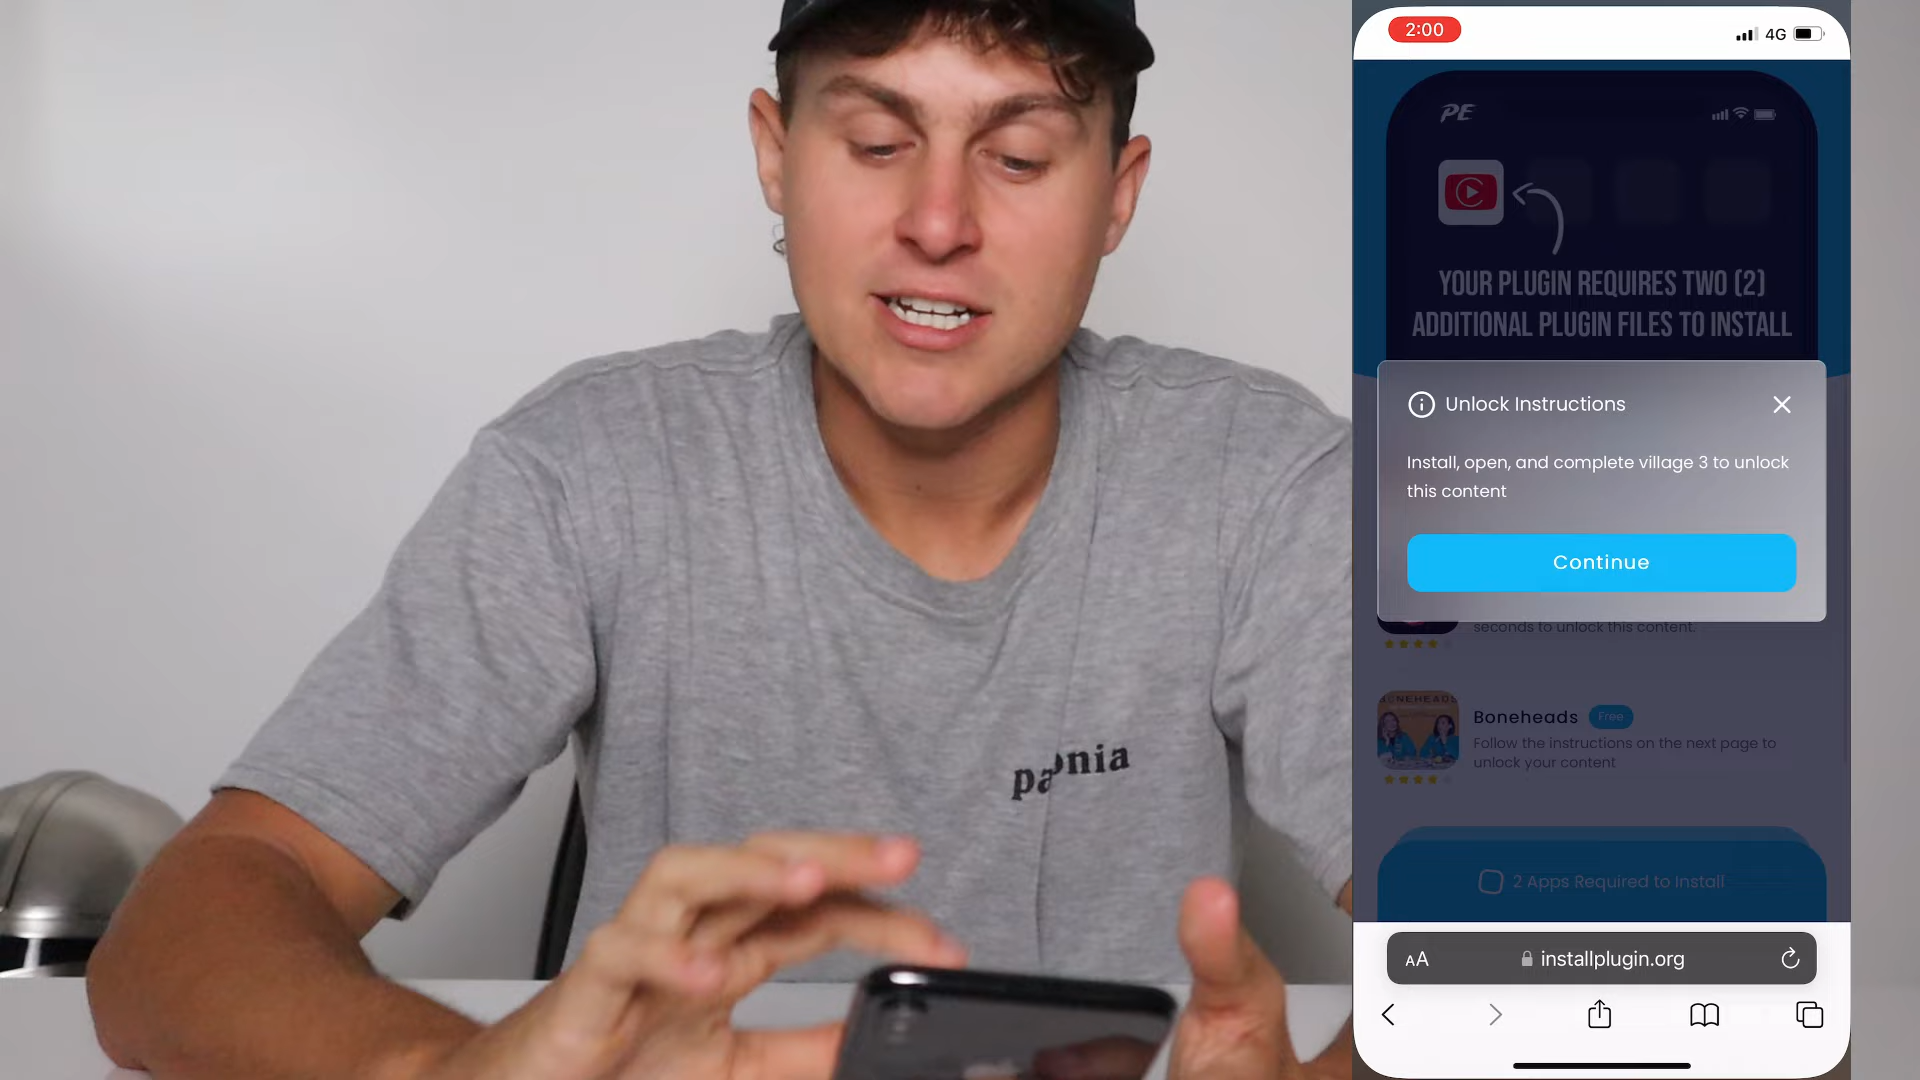 2:00
4G
PE
YOUR PLUGIN REQUIRES TWO (2)
ADDITIONAL PLUGIN FILES TO INSTALL
Unlock Instructions
Install, open, and complete village 3 to unlock
this content
Continue
seconds to unlock this content.
BONEHEADS
Boneheads Free
Follow the instructions on the next page to
unlock your content
2 Apps Required to Install
AA installplugin.org